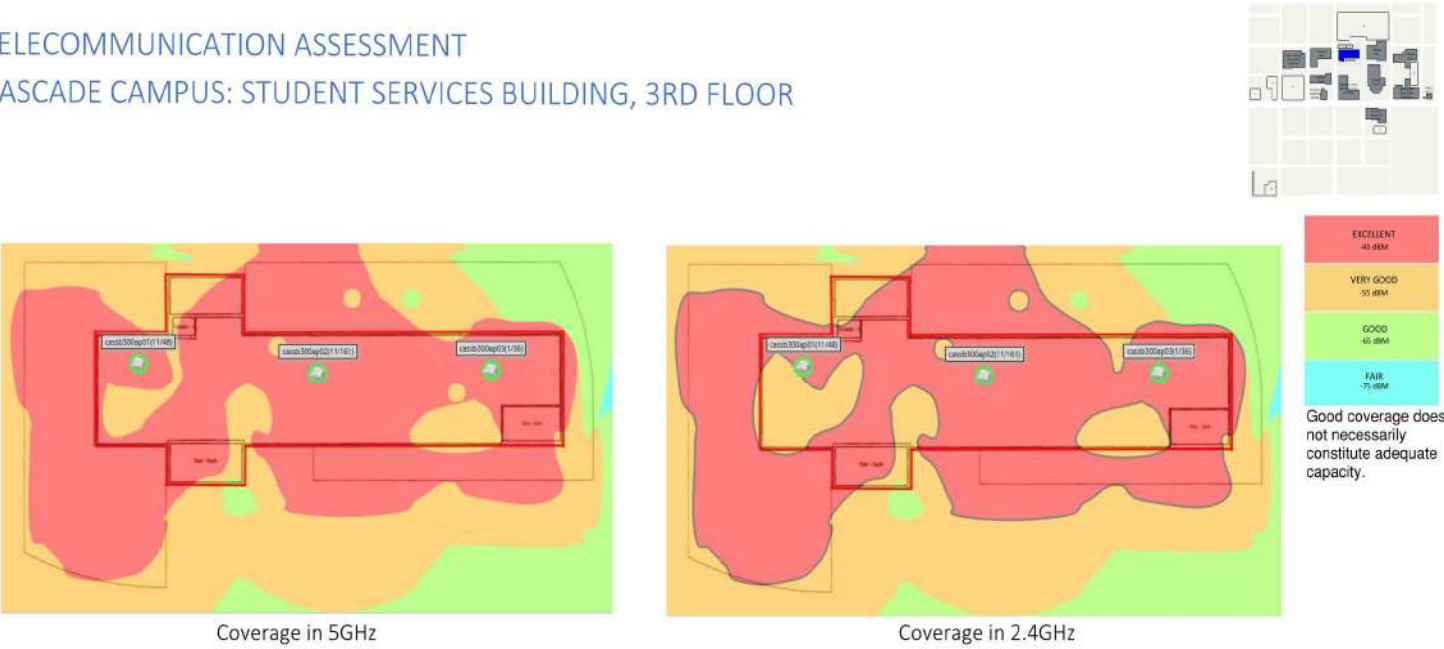 ELECOMMUNICATION ASSESSMENT
ASCADE CAMPUS: STUDENT SERVICES BUILDING, 3RD FLOOR
EXCELLENT
-45 dBM
VERY GOOD
-55 dBM
GOOD
-65 dBM
FAIR
-75 dBM
Good coverage does
not necessarily
constitute adequate
capacity.
cassb300ap01(11/48)
cassb300ap02(11/161)
cassb300ap03(1/36)
cassb300ap01(11/48)
cassb300ap02(11/161)
cassb300ap03(1/36)
Coverage in 5GHz
Coverage in 2.4GHz